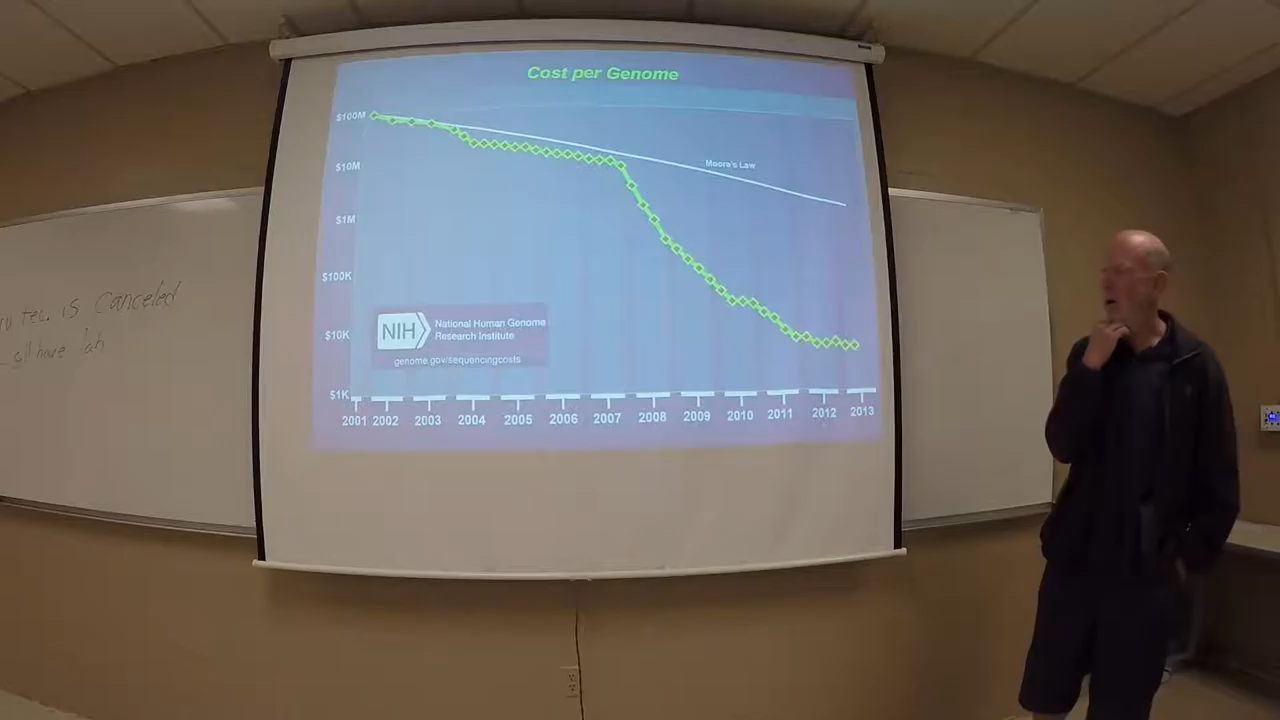 Cost per Genome
$100M
$10M
$1M
$100K
$10K
$1K
Moore's Law
NIH
National Human Genome
Research Institute
genome.gov/sequencingcosts
2001 2002 2003 2004 2005 2006 2007 2008 2009 2010 2011 2012 2013
is canceled
lab